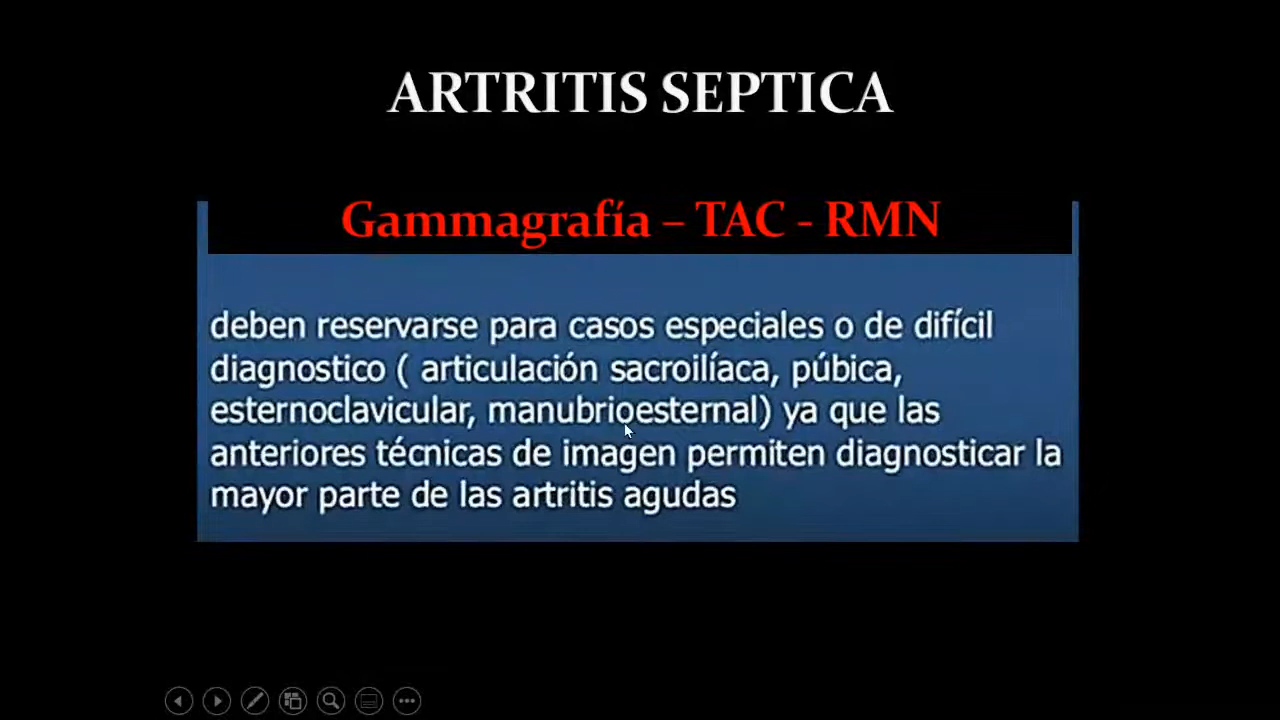 ARTRITIS SEPTICA
Gammagrafía – TAC - RMN
deben reservarse para casos especiales o de difícil
diagnostico ( articulación sacroilíaca, púbica,
esternoclavicular, manubrioesternal) ya que las
anteriores técnicas de imagen permiten diagnosticar la
mayor parte de las artritis agudas